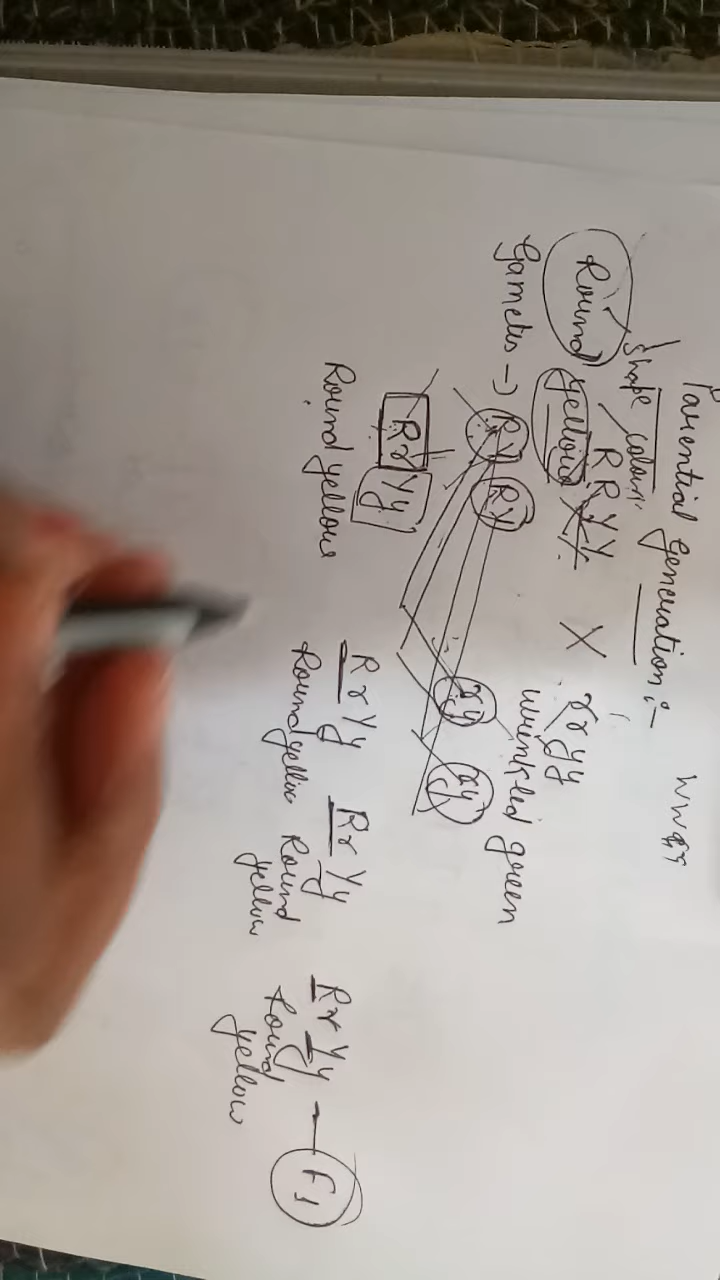 Parential Generation :-
shape colour
RRYY X rryy
Round yellow wrinkled green
Gametes -> RY RY ry ry
RrYy RrYy RrYy RrYy - F1
Round yellow Round yellow Round yellow Round yellow